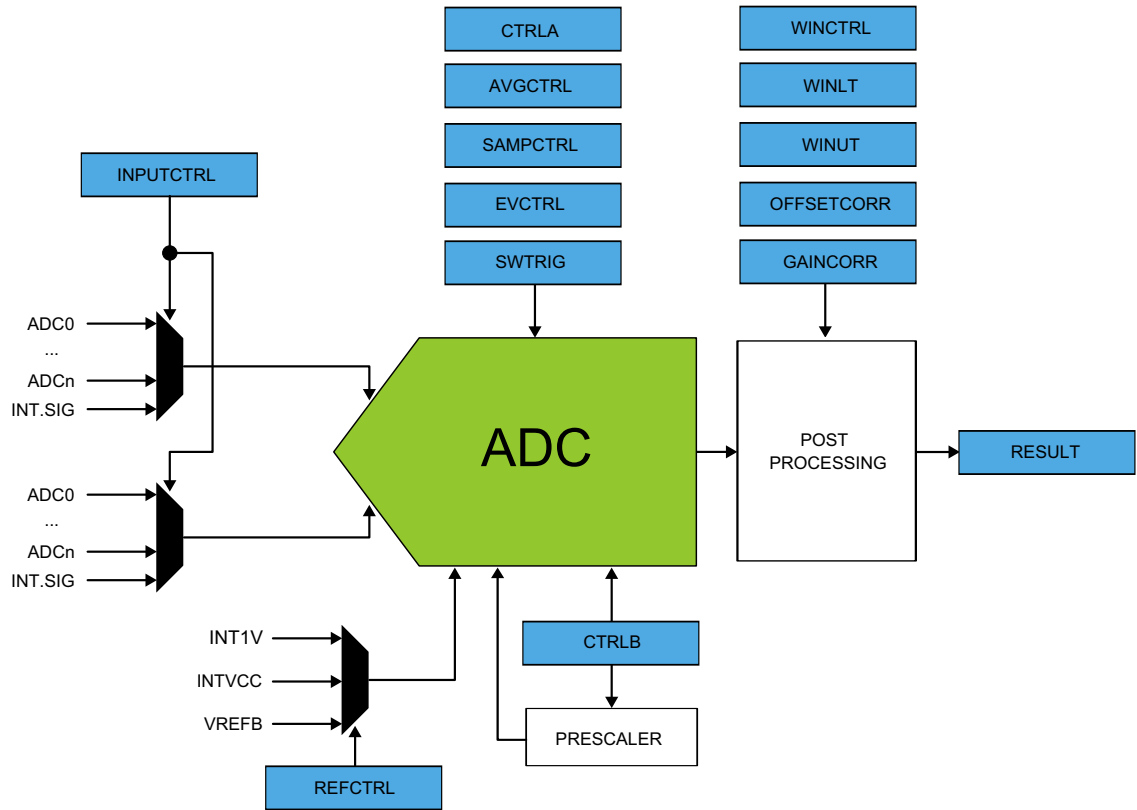 CTRLA
WINCTRL
AVGCTRL
WINLT
SAMPCTRL
WINUT
INPUTCTRL
EVCTRL
OFFSETCORR
SWTRIG
GAINCORR
ADC0
...
ADCn
INT.SIG
ADC
POST
PROCESSING
RESULT
ADC0
...
ADCn
INT.SIG
INT1V
CTRLB
INTVCC
VREFB
PRESCALER
REFCTRL